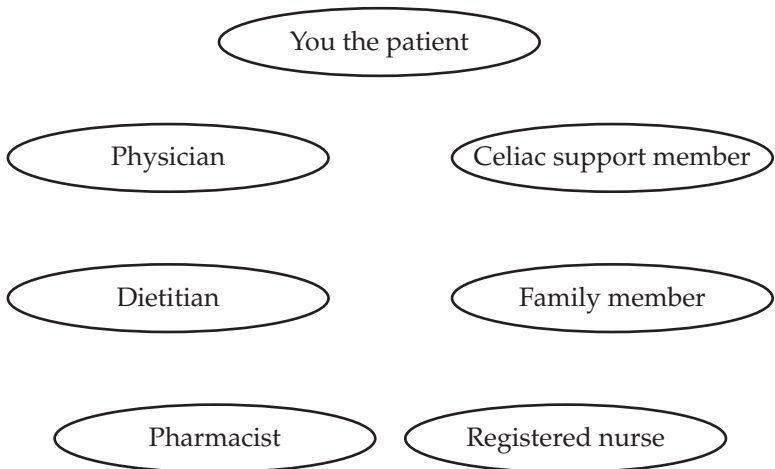 You the patient
Physician
Celiac support member
Dietitian
Family member
Pharmacist
Registered nurse